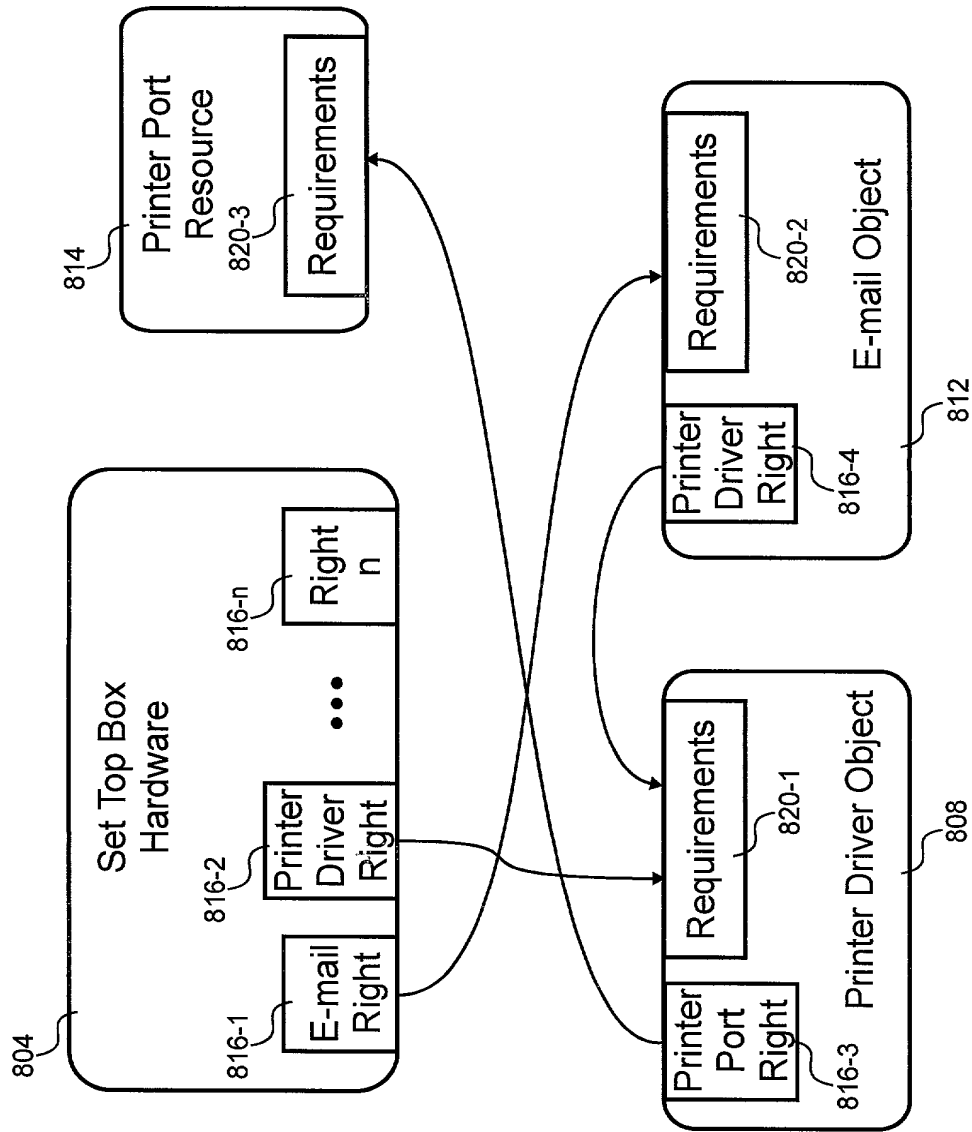 804
Set Top Box
Hardware
816-1
E-mail
Right
816-2
Printer
Driver
Right
•••
816-n
Right
n
814
Printer Port
Resource
820-3
Requirements
Printer
Port
Right
816-3
Requirements
820-1
Printer Driver Object
808
Printer
Driver
Right
816-4
Requirements
820-2
E-mail Object
812